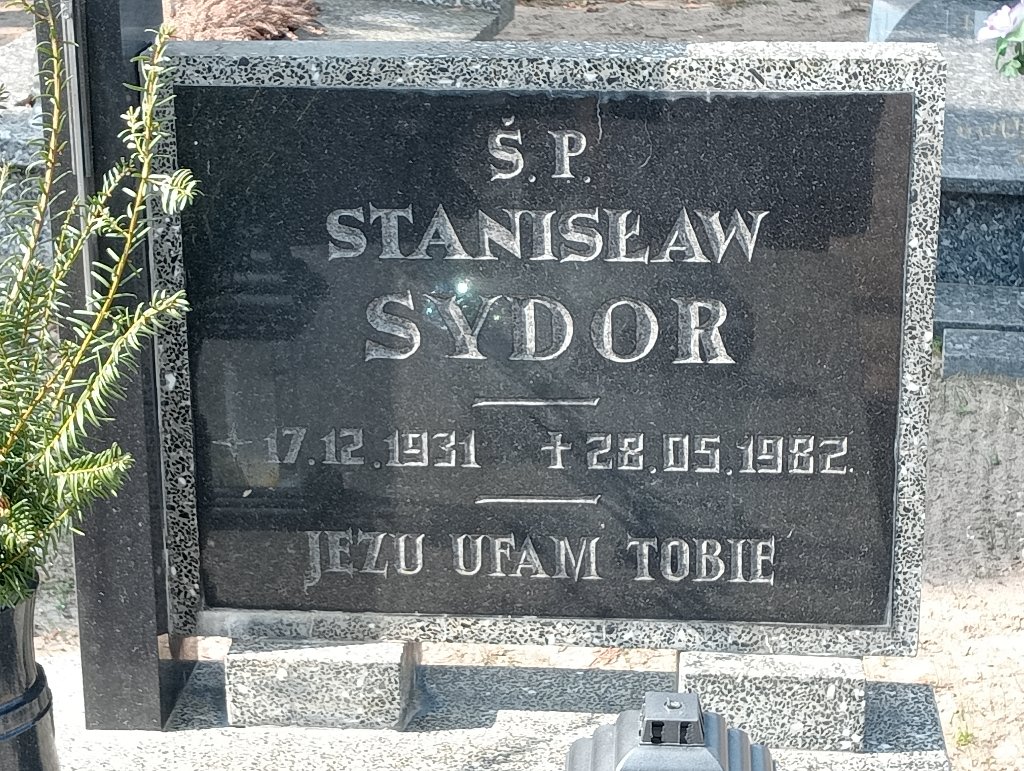 Ś.P.
STANISŁAW
SYDOR
17.12.1931 28.05.1982.
JEZU UFAM TOBIE